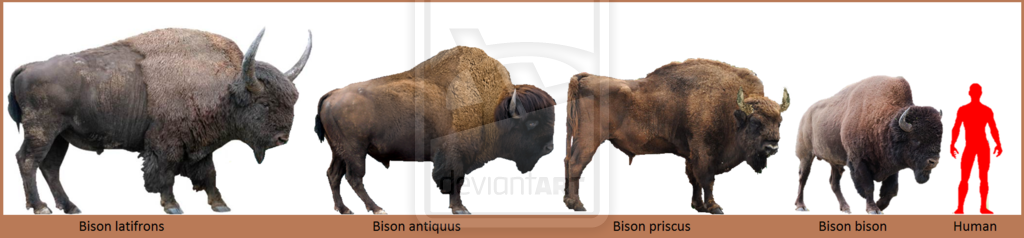 deviantART
Bison latifrons
Bison antiquus
Bison priscus
Bison bison
Human